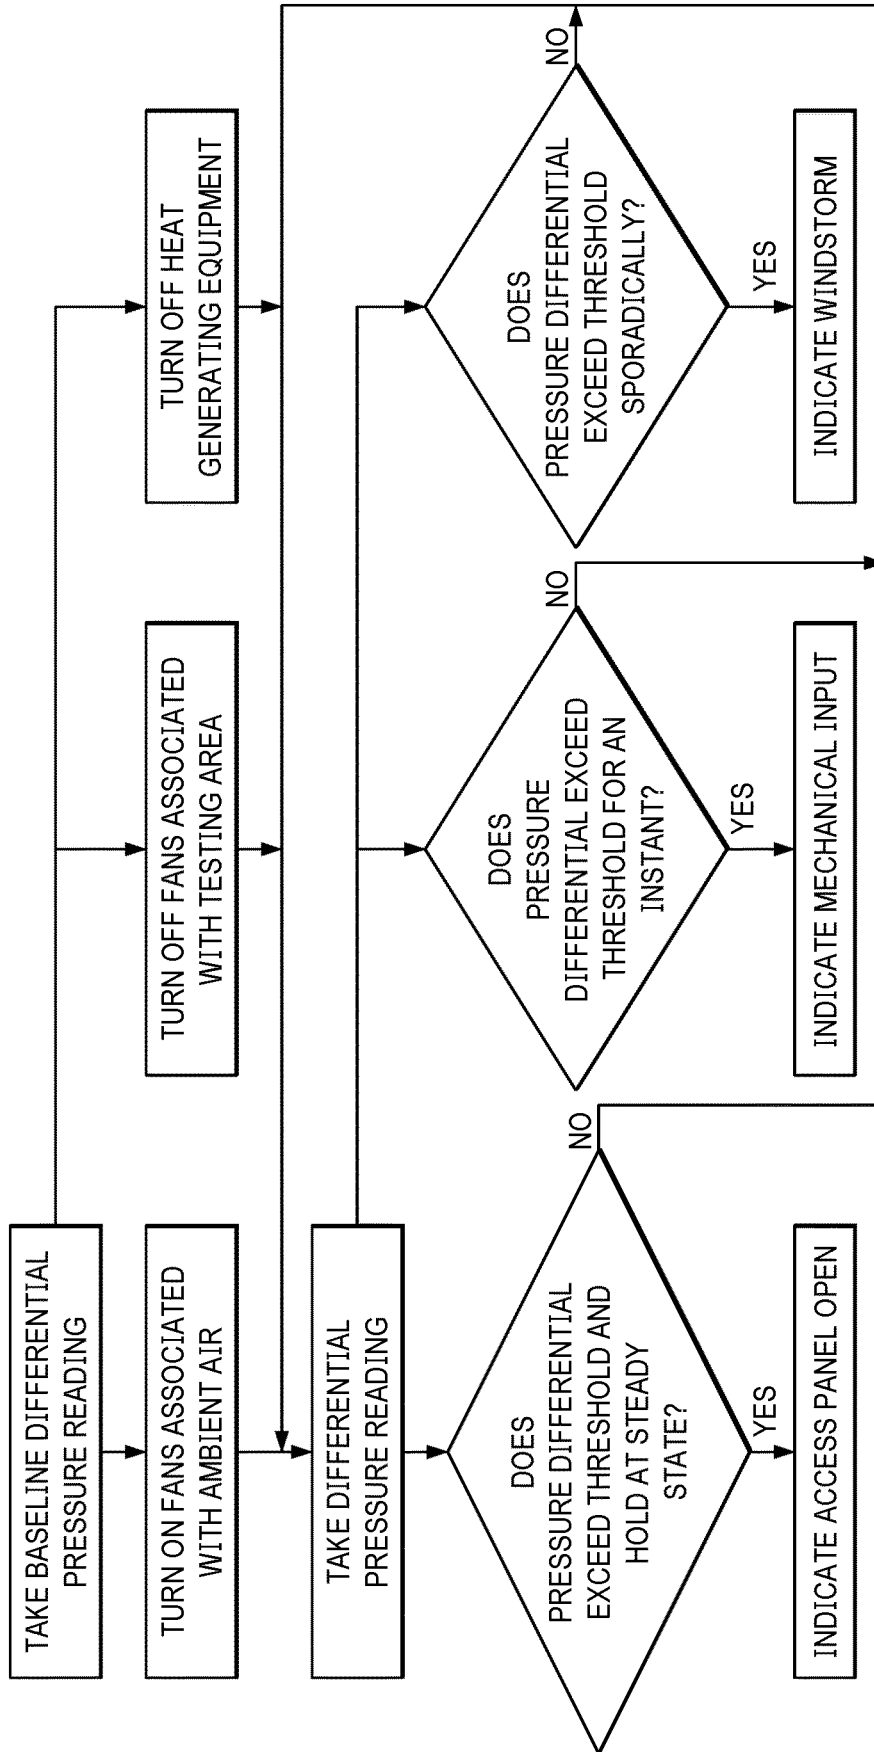 TAKE BASELINE DIFFERENTIAL
PRESSURE READING
TURN ON FANS ASSOCIATED
WITH AMBIENT AIR
TURN OFF FANS ASSOCIATED
WITH TESTING AREA
TURN OFF HEAT
GENERATING EQUIPMENT
TAKE DIFFERENTIAL
PRESSURE READING
DOES
PRESSURE DIFFERENTIAL
EXCEED THRESHOLD AND
HOLD AT STEADY
STATE?
NO
YES
INDICATE ACCESS PANEL OPEN
DOES
PRESSURE
DIFFERENTIAL EXCEED
THRESHOLD FOR AN
INSTANT?
NO
YES
INDICATE MECHANICAL INPUT
DOES
PRESSURE DIFFERENTIAL
EXCEED THRESHOLD
SPORADICALLY?
NO
YES
INDICATE WINDSTORM